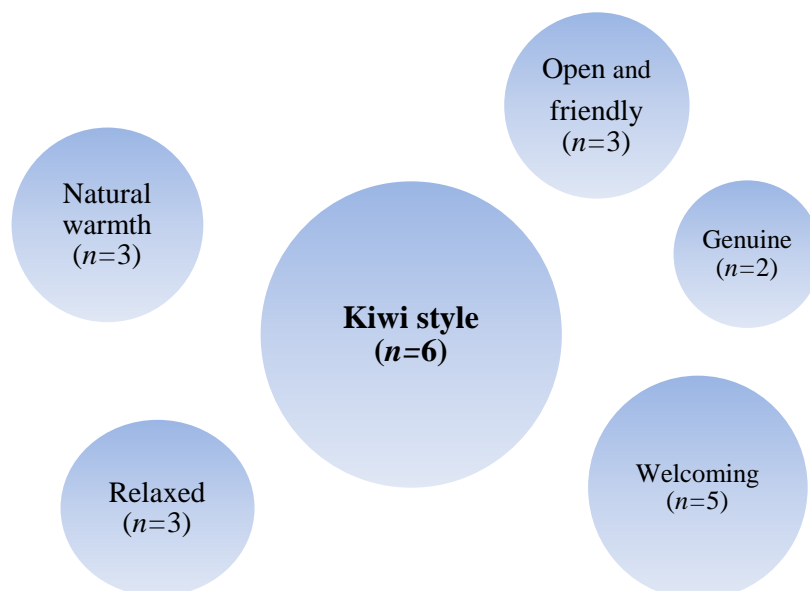 Open and
friendly
(n=3)
Natural
warmth
(n=3)
Genuine
(n=2)
Kiwi style
(n=6)
Welcoming
(n=5)
Relaxed
(n=3)